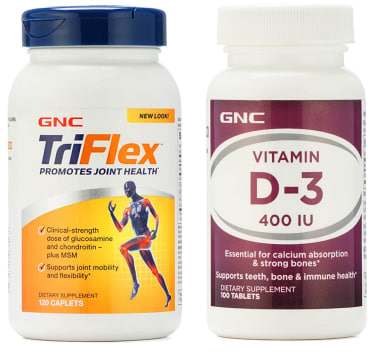 NEW LOOK!
GNC
TriFlex™
PROMOTES JOINT HEALTH*
Clinical-strength
dose of glucosamine
and chondroitin –
plus MSM
Supports joint mobility
and flexibility*
DIETARY SUPPLEMENT
120 CAPLETS
GNC
VITAMIN
D-3
400 IU
Essential for calcium absorption
& strong bones*
Supports teeth, bone & immune health*
DIETARY SUPPLEMENT
100 TABLETS